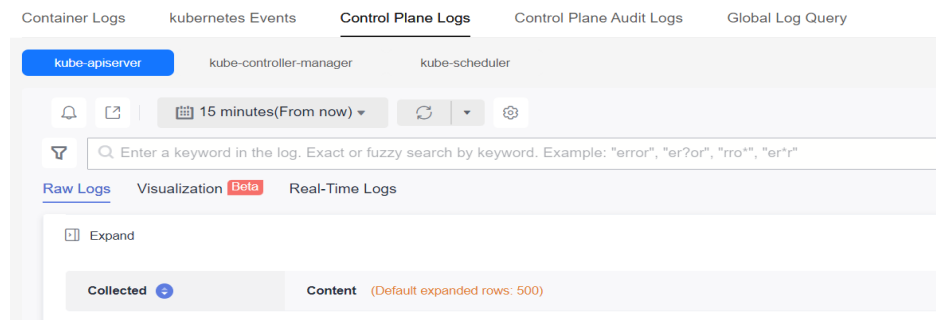 Container Logs kubernetes Events Control Plane Logs Control Plane Audit Logs Global Log Query
kube-apiserver kube-controller-manager kube-scheduler
15 minutes(From now)
Enter a keyword in the log. Exact or fuzzy search by keyword. Example: "error", "er?or", "rro*", "er*r"
Raw Logs Visualization Beta Real-Time Logs
Expand
Collected Content (Default expanded rows: 500)